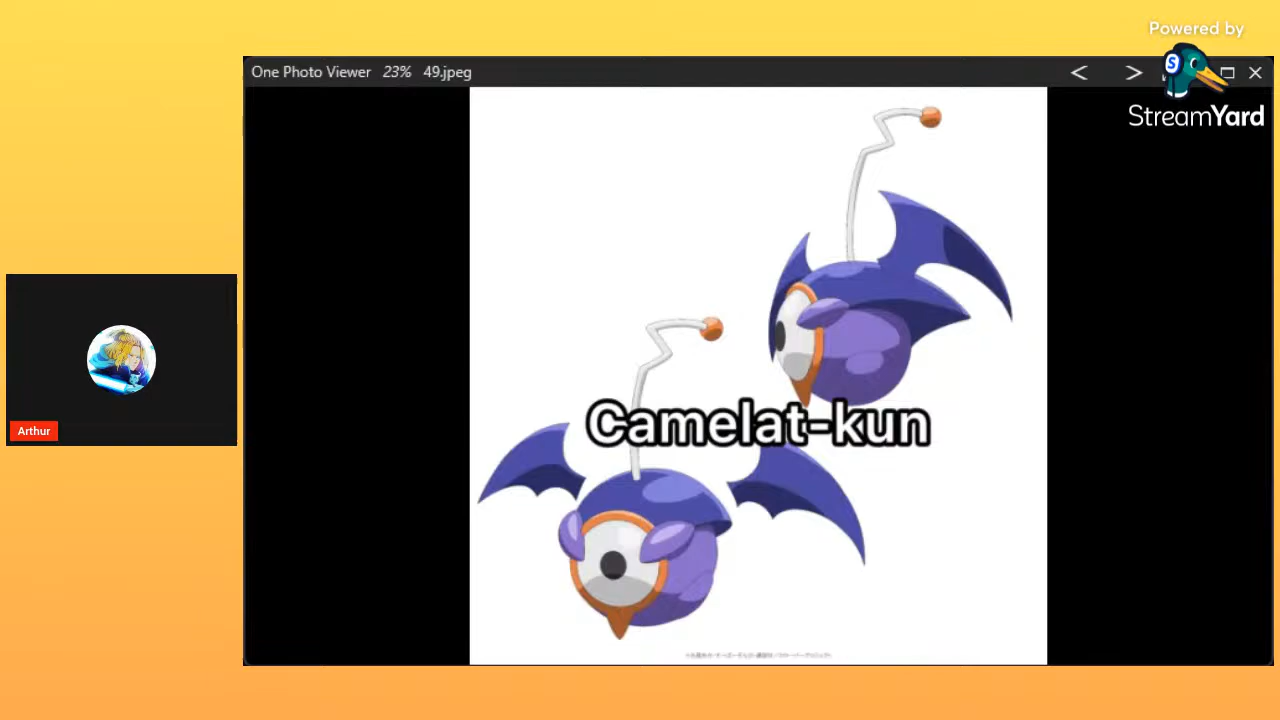 Powered by
StreamYard
One Photo Viewer 23% 49.jpeg
Camelat-kun
Arthur